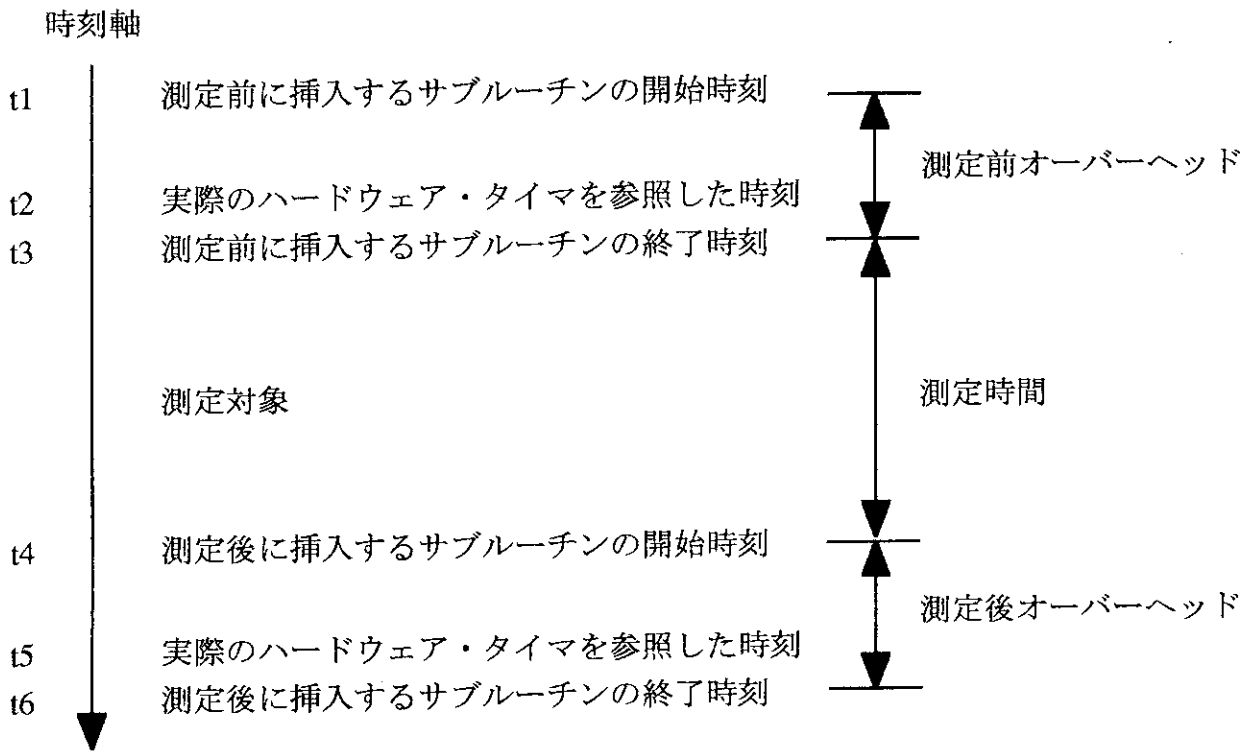 時刻軸
t1 測定前に挿入するサブルーチンの開始時刻
測定前オーバーヘッド
t2 実際のハードウェア・タイマを参照した時刻
t3 測定前に挿入するサブルーチンの終了時刻
測定対象 測定時間
t4 測定後に挿入するサブルーチンの開始時刻
測定後オーバーヘッド
t5 実際のハードウェア・タイマを参照した時刻
t6 測定後に挿入するサブルーチンの終了時刻